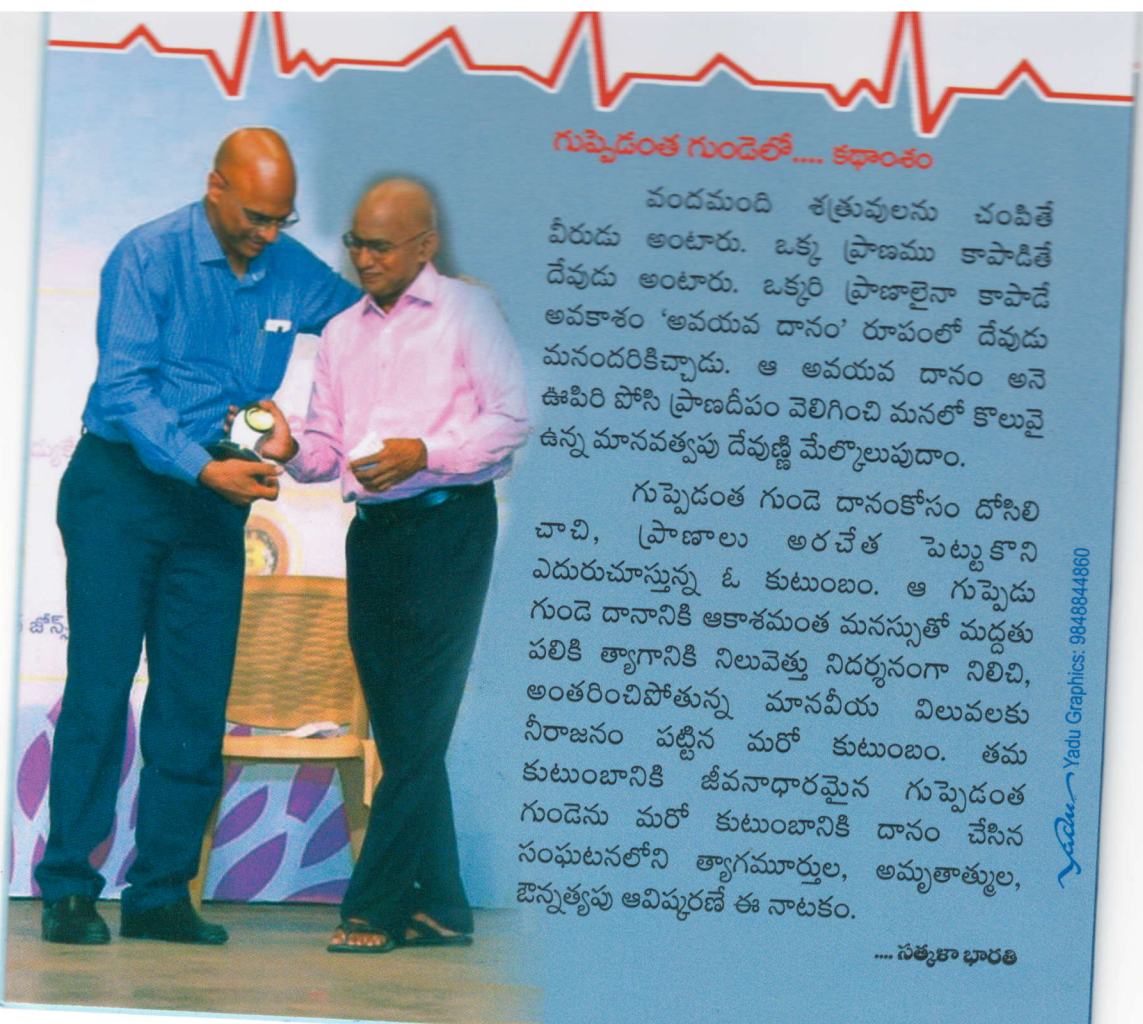 గుప్పెడంత గుండెలో.... కథాంశం
వందమంది శత్రువులను చంపితే
వీరుడు అంటారు. ఒక్క ప్రాణము కాపాడితే
దేవుడు అంటారు. ఒక్కరి ప్రాణాలైనా కాపాడే
అవకాశం ‘అవయవ దానం’ రూపంలో దేవుడు
మనందరికిచ్చాడు. ఆ అవయవ దానం అనె
ఊపిరి పోసి ప్రాణదీపం వెలిగించి మనలో కొలువై
ఉన్న మానవత్వపు దేవుణ్ణి మేల్కొలుపుదాం.
గుప్పెడంత గుండె దానంకోసం దోసిలి
చాచి, ప్రాణాలు అరచేత పెట్టుకొని
ఎదురుచూస్తున్న ఓ కుటుంబం. ఆ గుప్పెడు
గుండె దానానికి ఆకాశమంత మనస్సుతో మద్దతు
పలికి త్యాగానికి నిలువెత్తు నిదర్శనంగా నిలిచి,
అంతరించిపోతున్న మానవీయ విలువలకు
నీరాజనం పట్టిన మరో కుటుంబం. తమ
కుటుంబానికి జీవనాధారమైన గుప్పెడంత
గుండెను మరో కుటుంబానికి దానం చేసిన
సంఘటనలోని త్యాగమూర్తుల, అమృతాత్ముల,
ఔన్నత్యపు ఆవిష్కరణే ఈ నాటకం.
.... సత్కళా భారతి
Yadu Yadu Graphics: 9848844860